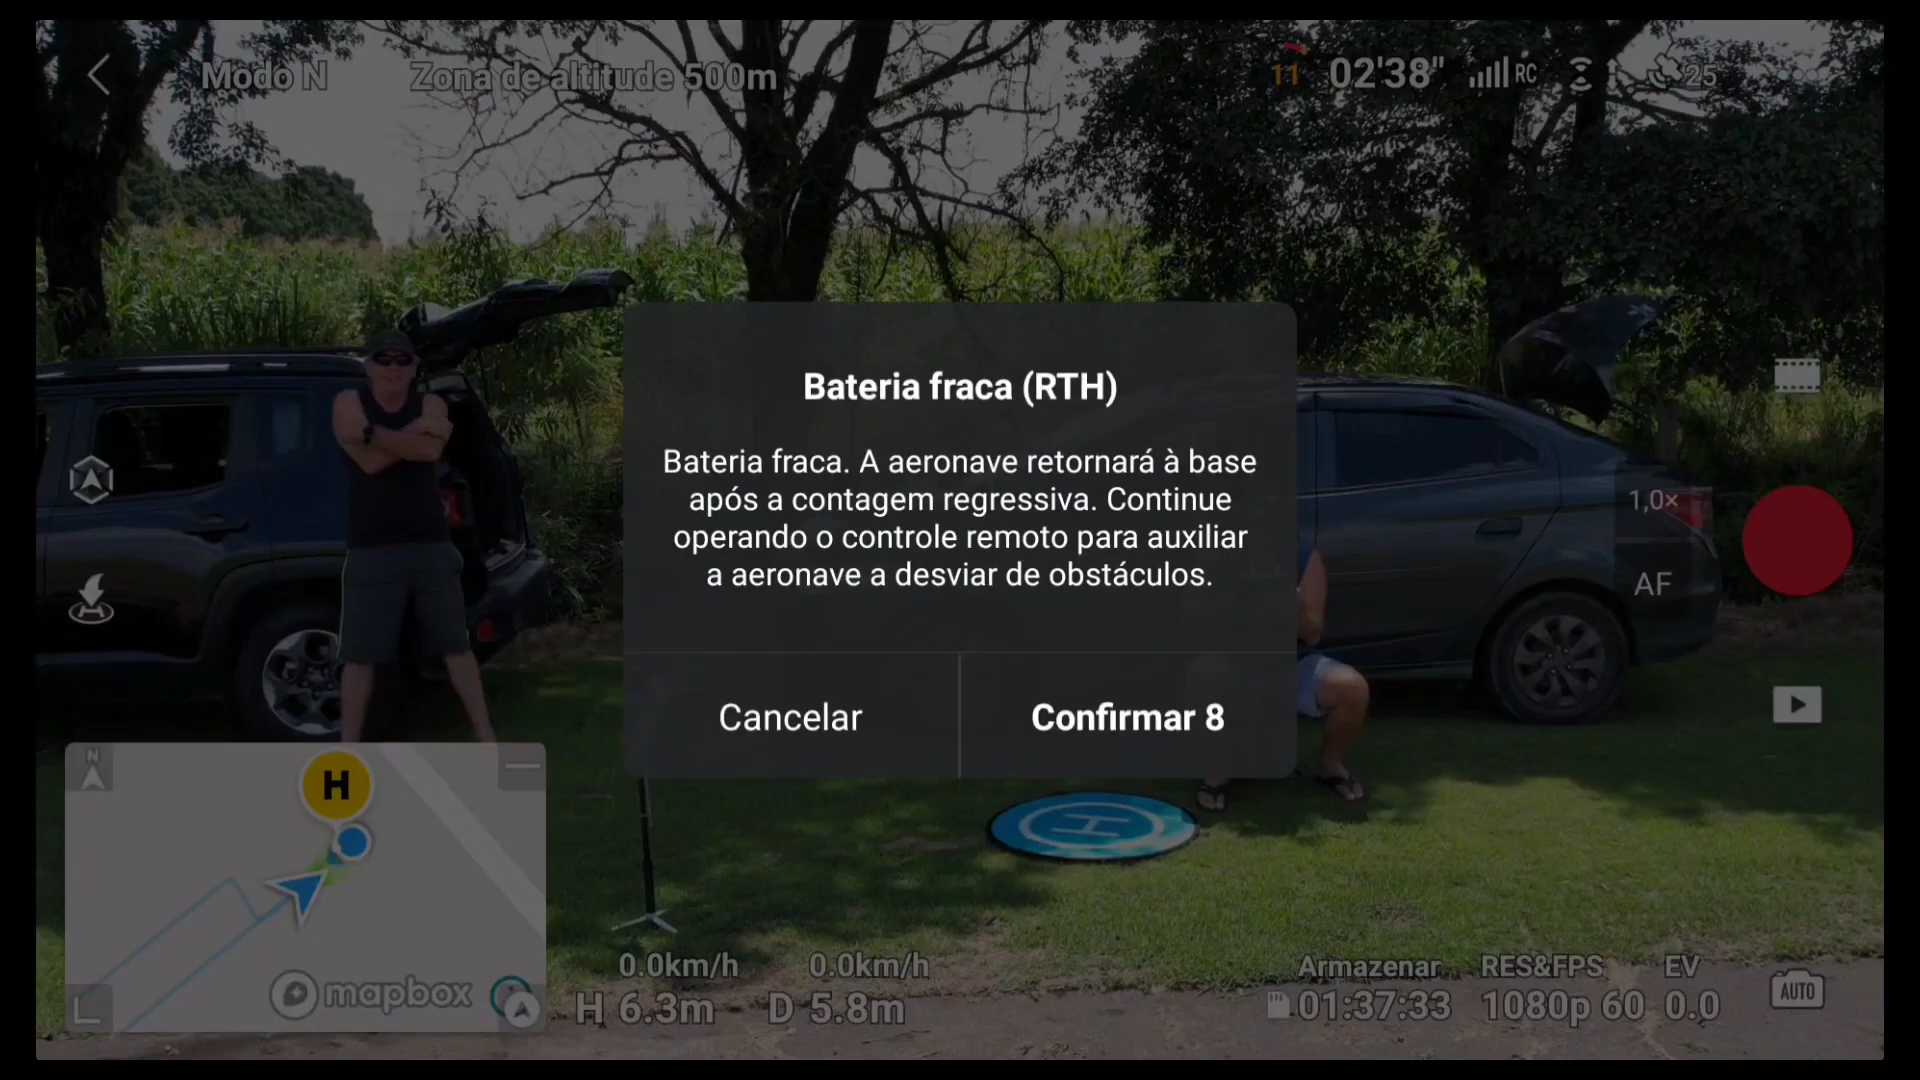 Modo N
Zona de altitude 500m
11
02'38"
RC
25
Bateria fraca (RTH)
Bateria fraca. A aeronave retornará à base
após a contagem regressiva. Continue
operando o controle remoto para auxiliar
a aeronave a desviar de obstáculos.
Cancelar
Confirmar 8
1,0×
AF
N
H
mapbox
0.0km/h
0.0km/h
H 6.3m
D 5.8m
Armazenar
01:37:33
RES&FPS
1080p 60
EV
0.0
AUTO
H